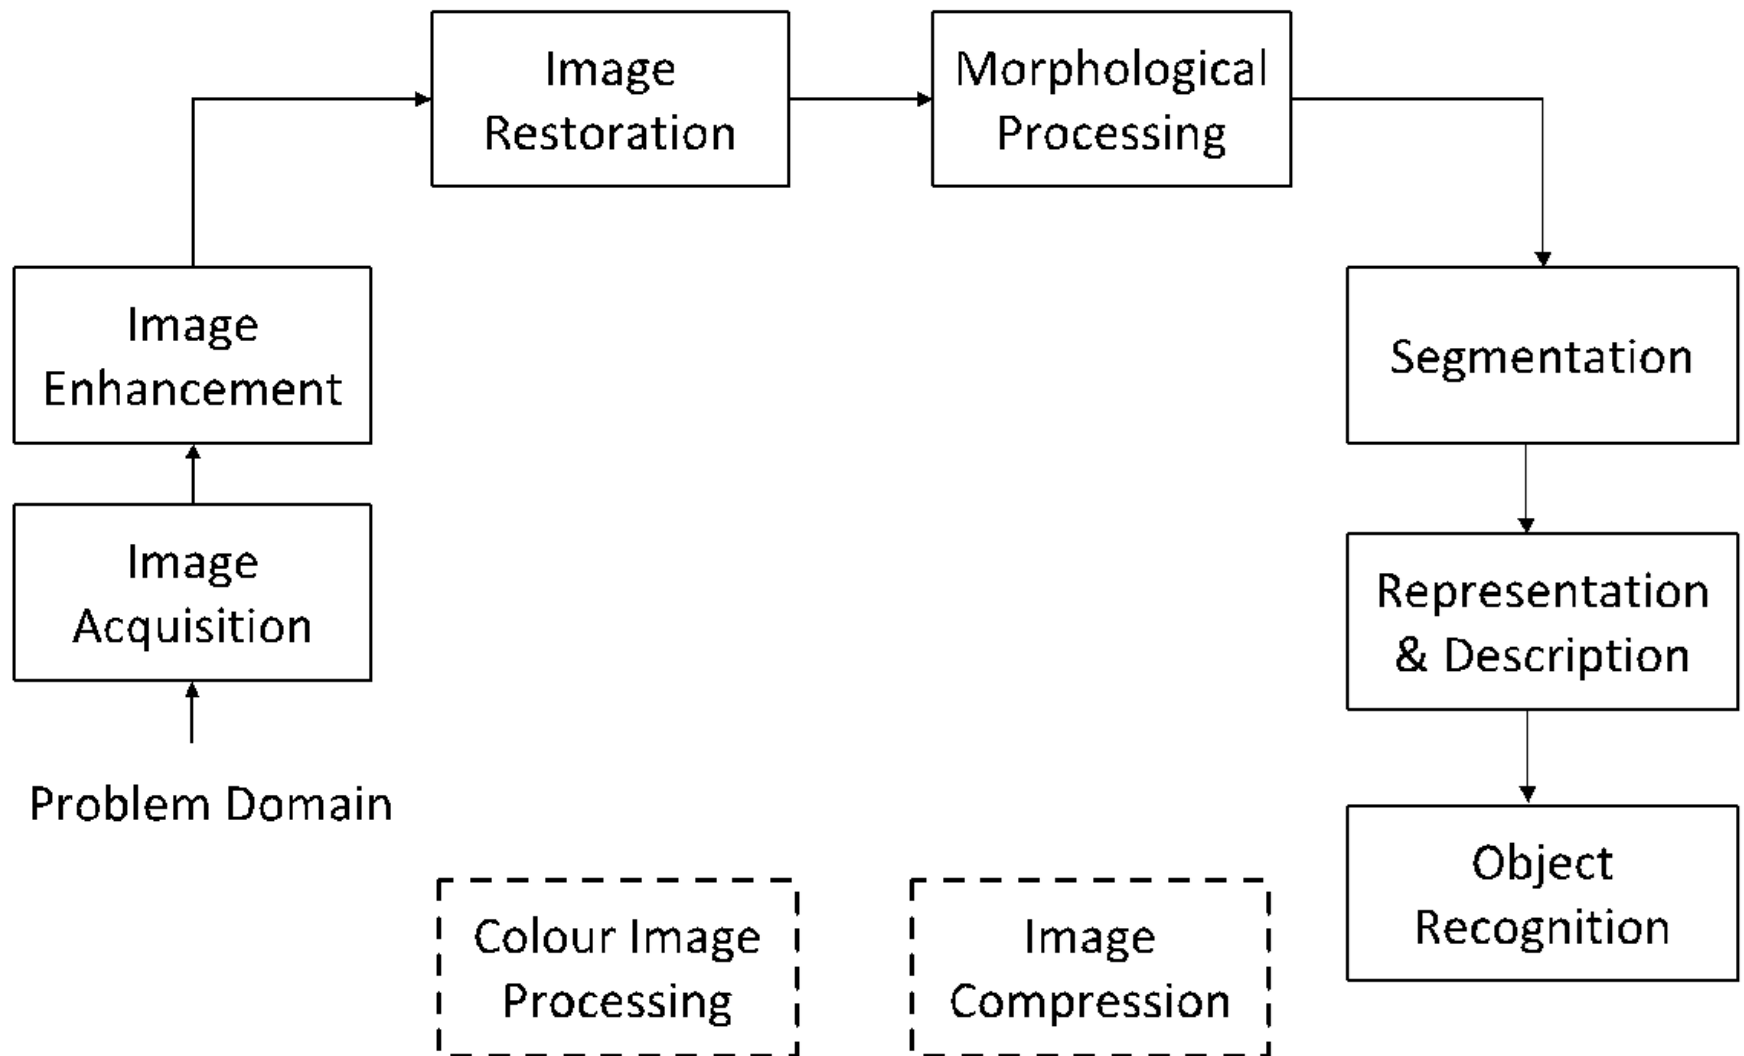 Image
Restoration
Morphological
Processing
Image
Enhancement
Segmentation
Image
Acquisition
Representation
& Description
Problem Domain
Object
Recognition
Colour Image
Processing
Image
Compression